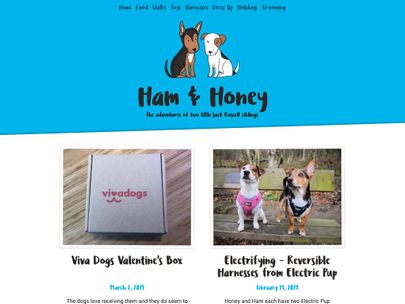 Home Food Walks Toys Harnesses Dress Up Holidays Grooming
Ham & Honey
The adventures of two little Jack Russell siblings
vivadogs
Viva Dogs Valentine's Box
March 2, 2019
The dogs love receiving them and they do seem to
Electrifying - Reversible
Harnesses from Electric Pup
February 14, 2019
Honey and Ham each have two Electric Pup